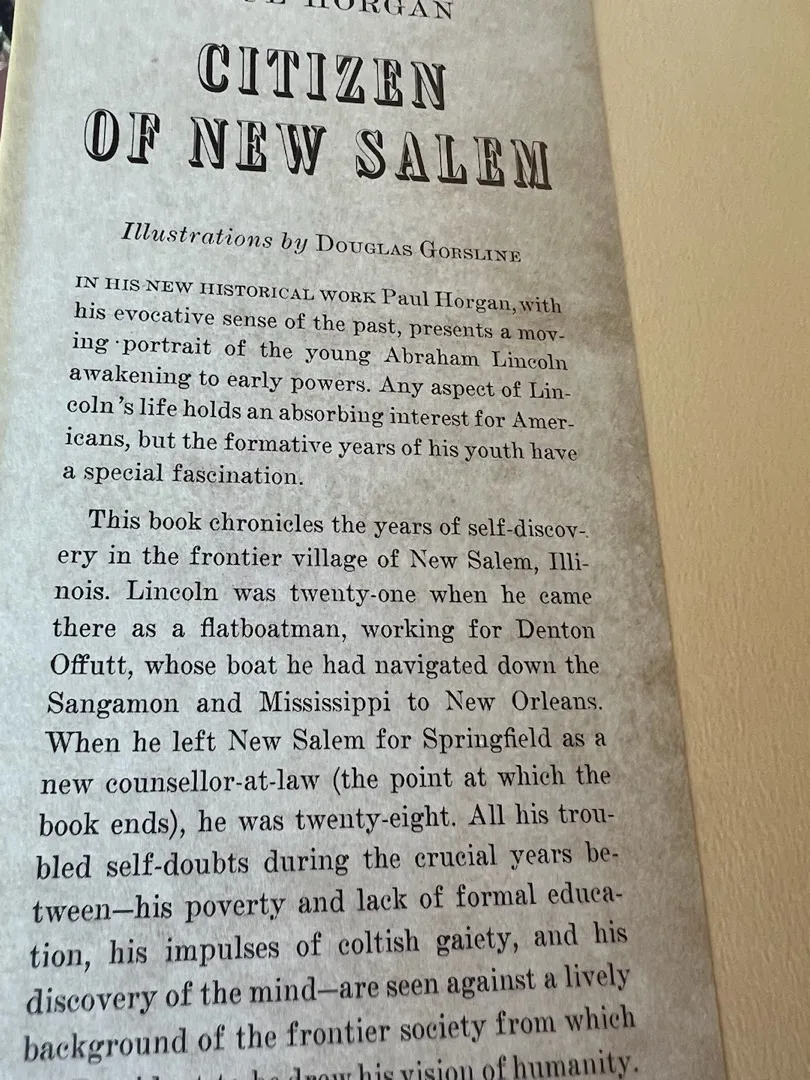 HORGAN
CITIZEN
OF NEW SALEM
Illustrations by DOUGLAS GORSLINE
IN HIS NEW HISTORICAL WORK Paul Horgan, with
his evocative sense of the past, presents a mov-
ing portrait of the young Abraham Lincoln
awakening to early powers. Any aspect of Lin-
coln's life holds an absorbing interest for Amer-
icans, but the formative years of his youth have
a special fascination.
This book chronicles the years of self-discov-
ery in the frontier village of New Salem, Illi-
nois. Lincoln was twenty-one when he came
there as a flatboatman, working for Denton
Offutt, whose boat he had navigated down the
Sangamon and Mississippi to New Orleans.
When he left New Salem for Springfield as a
new counsellor-at-law (the point at which the
book ends), he was twenty-eight. All his trou-
bled self-doubts during the crucial years be-
tween—his poverty and lack of formal educa-
tion, his impulses of coltish gaiety, and his
discovery of the mind—are seen against a lively
background of the frontier society from which
he drew his vision of humanity.